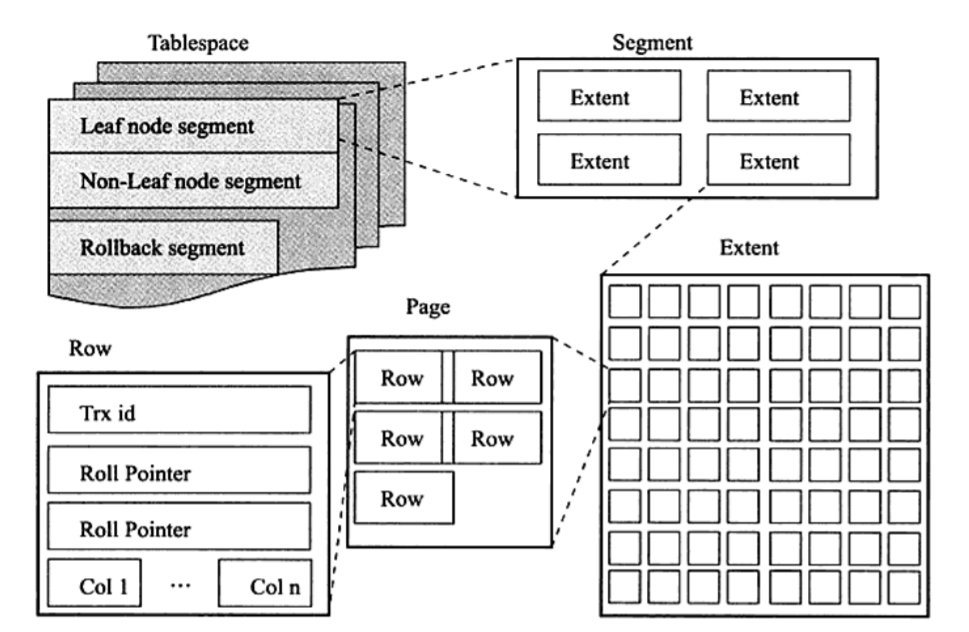 Tablespace
Leaf node segment
Non-Leaf node segment
Rollback segment
Segment
Extent Extent
Extent Extent
Extent
Page
Row Row
Row Row
Row
Row
Trx id
Roll Pointer
Roll Pointer
Col 1 ... Col n